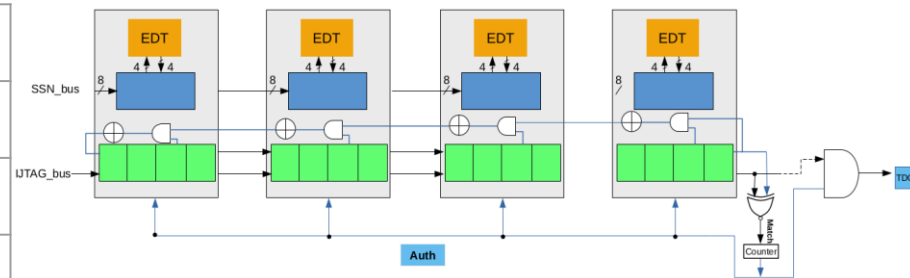 EDT EDT EDT EDT
4 4 4 4 4 4 4 4
8 8 8 8
SSN_bus
IJTAG_bus
TDO
Match
Counter
Auth